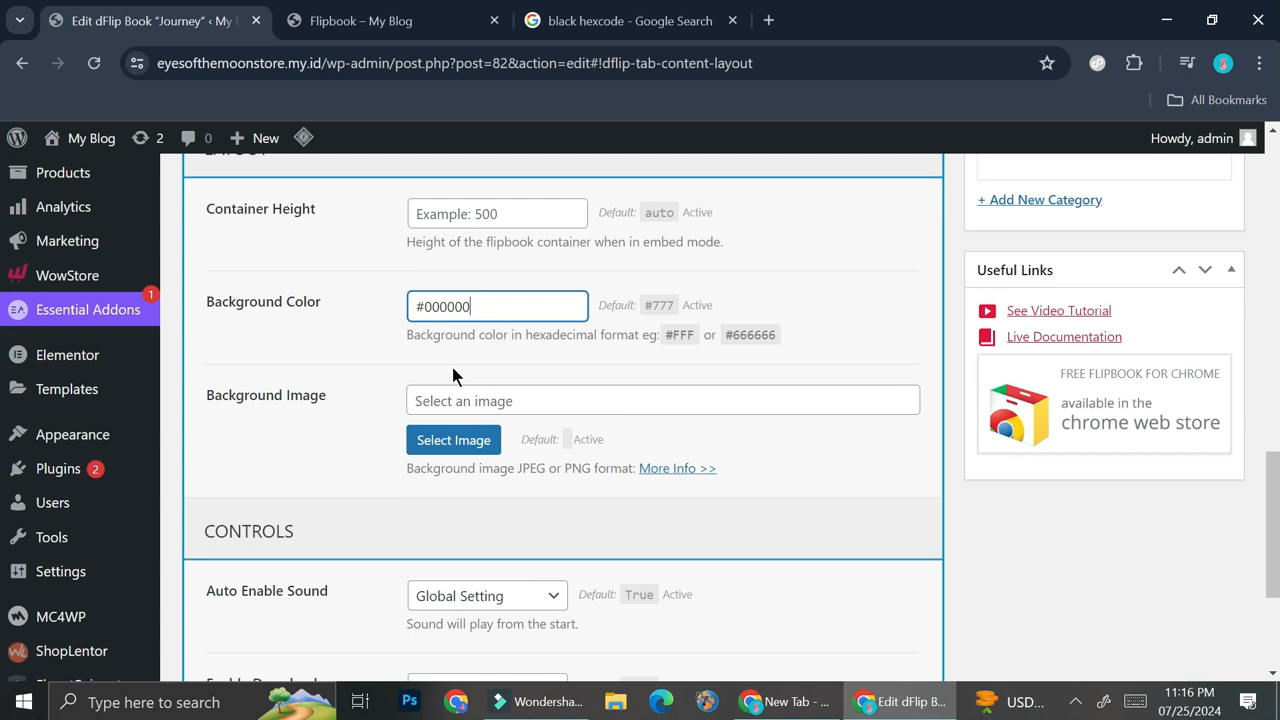 Edit dFlip Book “Journey” ‹ My
Flipbook – My Blog
black hexcode - Google Search
eyesofthemoonstore.my.id/wp-admin/post.php?post=82&action=edit#!dflip-tab-content-layout
All Bookmarks
My Blog
2
0
New
Howdy, admin
Products
Analytics
Marketing
WowStore
Essential Addons
1
Elementor
Templates
Appearance
Plugins 2
Users
Tools
Settings
MC4WP
ShopLentor
LAYOUT
Container Height
Example: 500
Default: auto Active
Height of the flipbook container when in embed mode.
Background Color
#000000
Default: #777 Active
Background color in hexadecimal format eg: #FFF or #666666
Background Image
Select an image
Select Image
Default: Active
Background image JPEG or PNG format: More Info >>
CONTROLS
Auto Enable Sound
Global Setting
Default: True Active
Sound will play from the start.
+ Add New Category
Useful Links
See Video Tutorial
Live Documentation
FREE FLIPBOOK FOR CHROME
available in the
chrome web store
Type here to search
Ps
Wondersha...
New Tab - ...
Edit dFlip B...
USD...
11:16 PM
07/25/2024